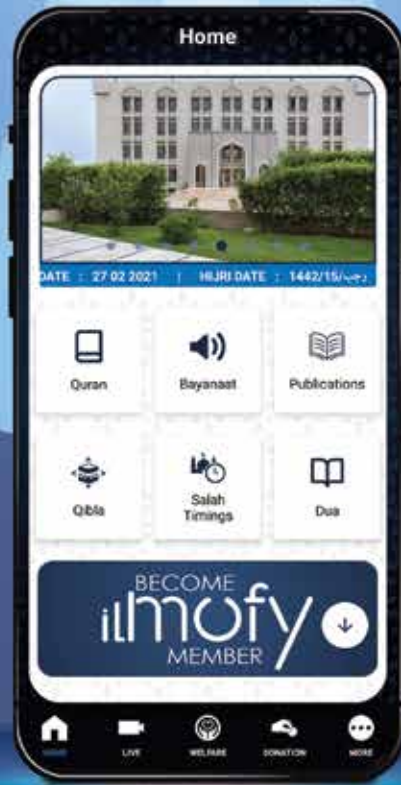 Home
DATE : 27 02 2021 | HIJRI DATE : 1442/15/رجب
Quran
Bayanaat
Publications
Qibla
Salah
Timings
Dua
BECOME
ilmofy
MEMBER
HOME
LIVE
WELFARE
DONATION
MORE